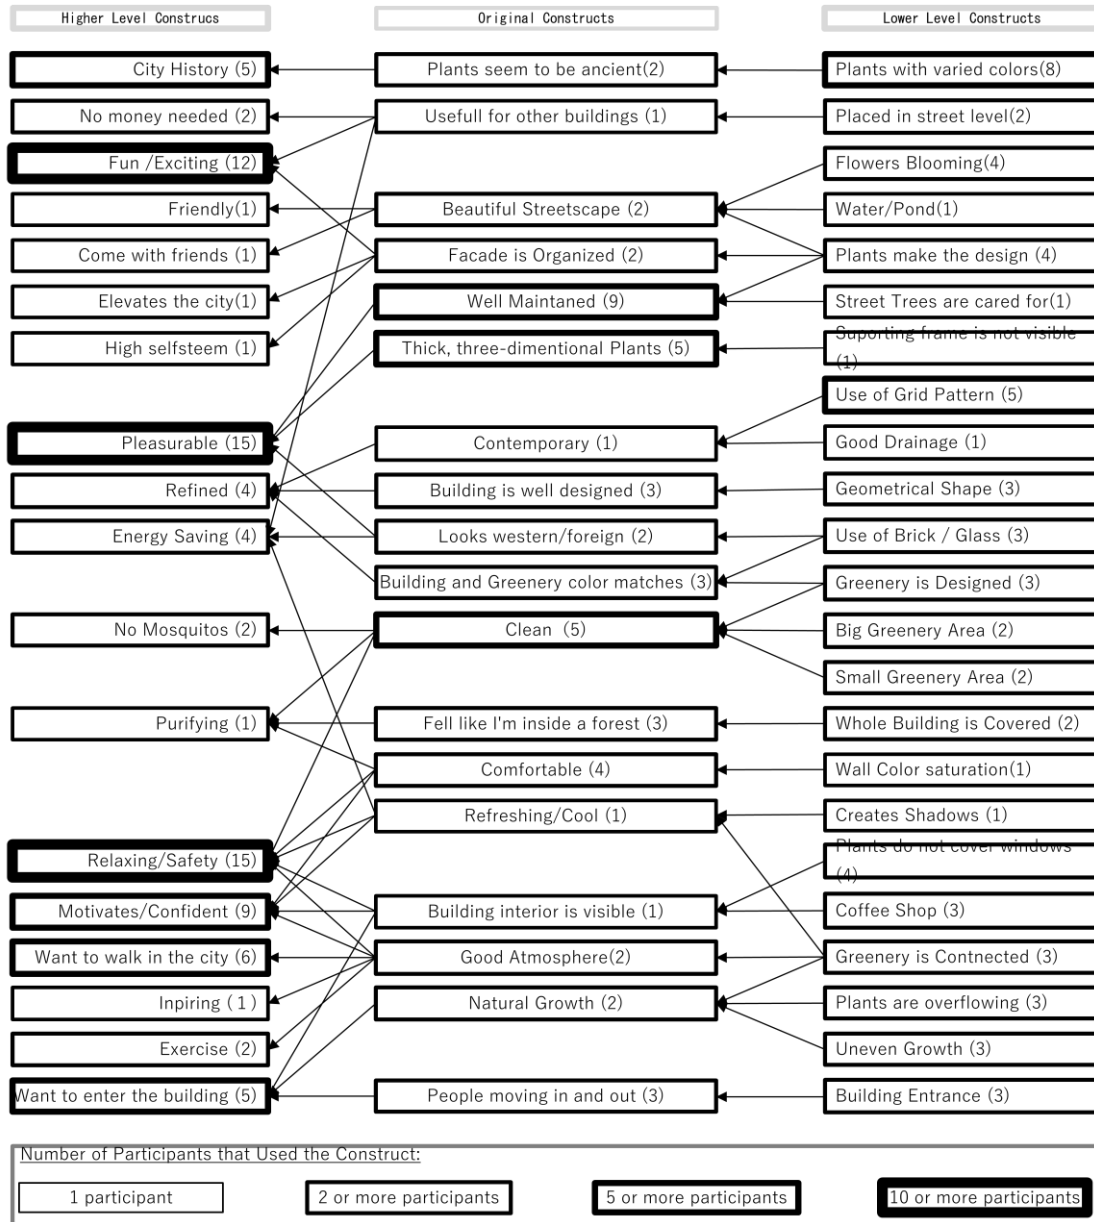 Higher Level Construcs
Original Constructs
Lower Level Constructs
City History (5)
Plants seem to be ancient(2)
Plants with varied colors(8)
No money needed (2)
Usefull for other buildings (1)
Placed in street level(2)
Fun /Exciting (12)
Flowers Blooming(4)
Friendly(1)
Beautiful Streetscape (2)
Water/Pond(1)
Come with friends (1)
Facade is Organized (2)
Plants make the design (4)
Elevates the city(1)
Well Maintaned (9)
Street Trees are cared for(1)
High selfsteem (1)
Thick, three-dimentional Plants (5)
Suporting frame is not visible
(1)
Use of Grid Pattern (5)
Pleasurable (15)
Contemporary (1)
Good Drainage (1)
Refined (4)
Building is well designed (3)
Geometrical Shape (3)
Energy Saving (4)
Looks western/foreign (2)
Use of Brick / Glass (3)
Building and Greenery color matches (3)
Greenery is Designed (3)
No Mosquitos (2)
Clean (5)
Big Greenery Area (2)
Small Greenery Area (2)
Purifying (1)
Fell like I'm inside a forest (3)
Whole Building is Covered (2)
Comfortable (4)
Wall Color saturation(1)
Refreshing/Cool (1)
Creates Shadows (1)
Relaxing/Safety (15)
Plants do not cover windows
(4)
Motivates/Confident (9)
Building interior is visible (1)
Coffee Shop (3)
Want to walk in the city (6)
Good Atmosphere(2)
Greenery is Contnected (3)
Inpiring (1)
Natural Growth (2)
Plants are overflowing (3)
Exercise (2)
Uneven Growth (3)
Want to enter the building (5)
People moving in and out (3)
Building Entrance (3)
Number of Participants that Used the Construct:
1 participant
2 or more participants
5 or more participants
10 or more participants